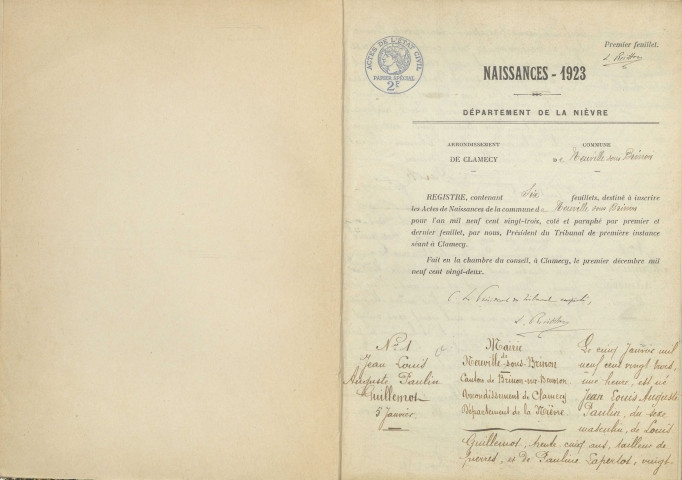 ACTES DE L'ÉTAT CIVIL
PAPIER SPÉCIAL
2F
Premier feuillet.
NAISSANCES - 1923
DÉPARTEMENT DE LA NIÈVRE
ARRONDISSEMENT
DE CLAMECY
COMMUNE
de Neuville sous Brinon
REGISTRE, contenant Six feuillets, destiné à inscrire
les Actes de Naissances de la commune de Neuville sous Brinon
pour l'an mil neuf cent vingt-trois, coté et paraphé par premier et
dernier feuillet, par nous, Président du Tribunal de première instance
séant à Clamecy.
Fait en la chambre du conseil, à Clamecy, le premier décembre mil
neuf cent vingt-deux.
Le Président du tribunal
No 1
Jean Louis
Auguste Paulin
Guillemot
5 Janvier
Mairie
de
Neuville-sous-Brinon
Canton de Brinon-sur-Beuvron
Arrondissement de Clamecy
Département de la Nièvre
Le cinq Janvier mil
neuf cent vingt trois,
une heure, est né
Jean Louis Auguste
Paulin, du sexe
masculin, de Louis
Guillemot, trente cinq ans, tailleur de
pierres, et de Pauline vingt-